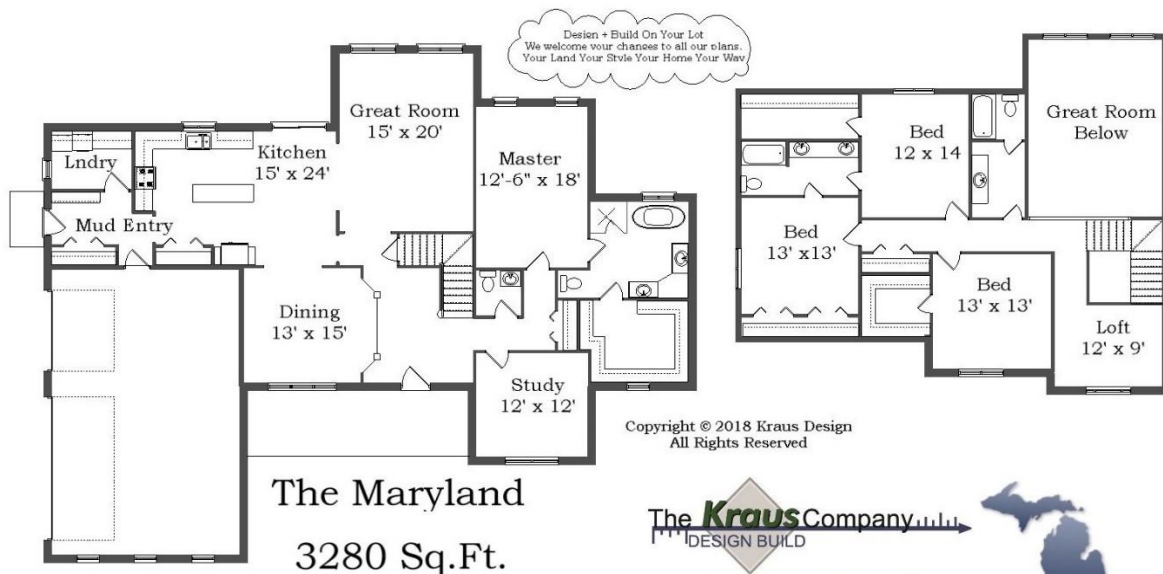 Design + Build On Your Lot
We welcome your changes to all our plans.
Your Land Your Style Your Home Your Way
Great Room
15' x 20'
Great Room
Below
Bed
12 x 14
Lndry
Kitchen
15' x 24'
Master
12'-6" x 18'
Mud Entry
Bed
13' x13'
Bed
13' x 13'
Dining
13' x 15'
Loft
12' x 9'
Study
12' x 12'
Copyright © 2018 Kraus Design
All Rights Reserved
The Maryland
3280 Sq.Ft.
The Kraus Company
DESIGN BUILD